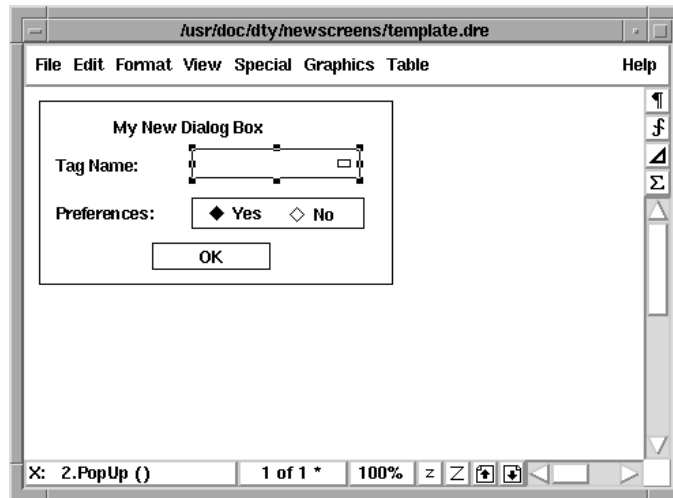 /usr/doc/dty/newscreens/template.dre
File Edit Format View Special Graphics Table Help
My New Dialog Box
Tag Name:
Preferences: Yes No
OK
X: 2.PopUp () 1 of 1 * 100% z Z